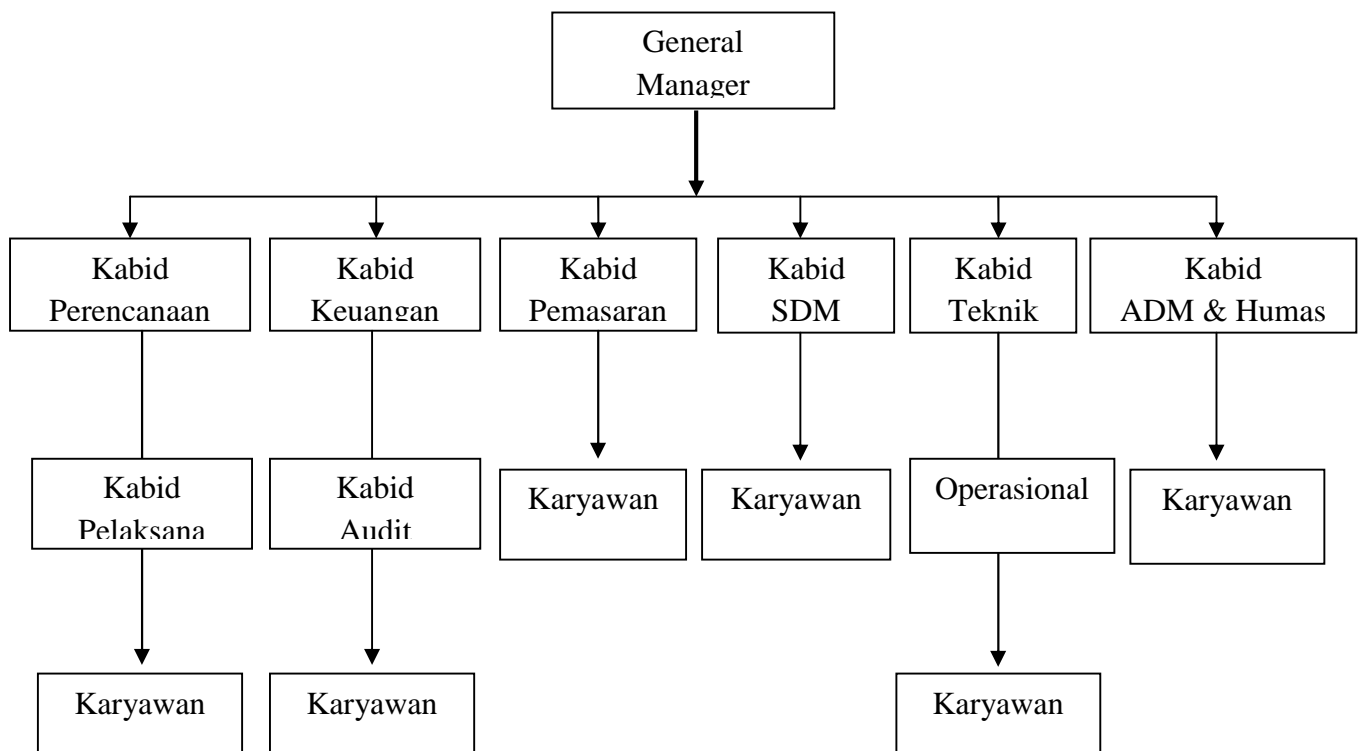 General
Manager
Kabid
Perencanaan
Kabid
Keuangan
Kabid
Pemasaran
Kabid
SDM
Kabid
Teknik
Kabid
ADM & Humas
Kabid
Pelaksana
Kabid
Audit
Karyawan
Karyawan
Operasional
Karyawan
Karyawan
Karyawan
Karyawan